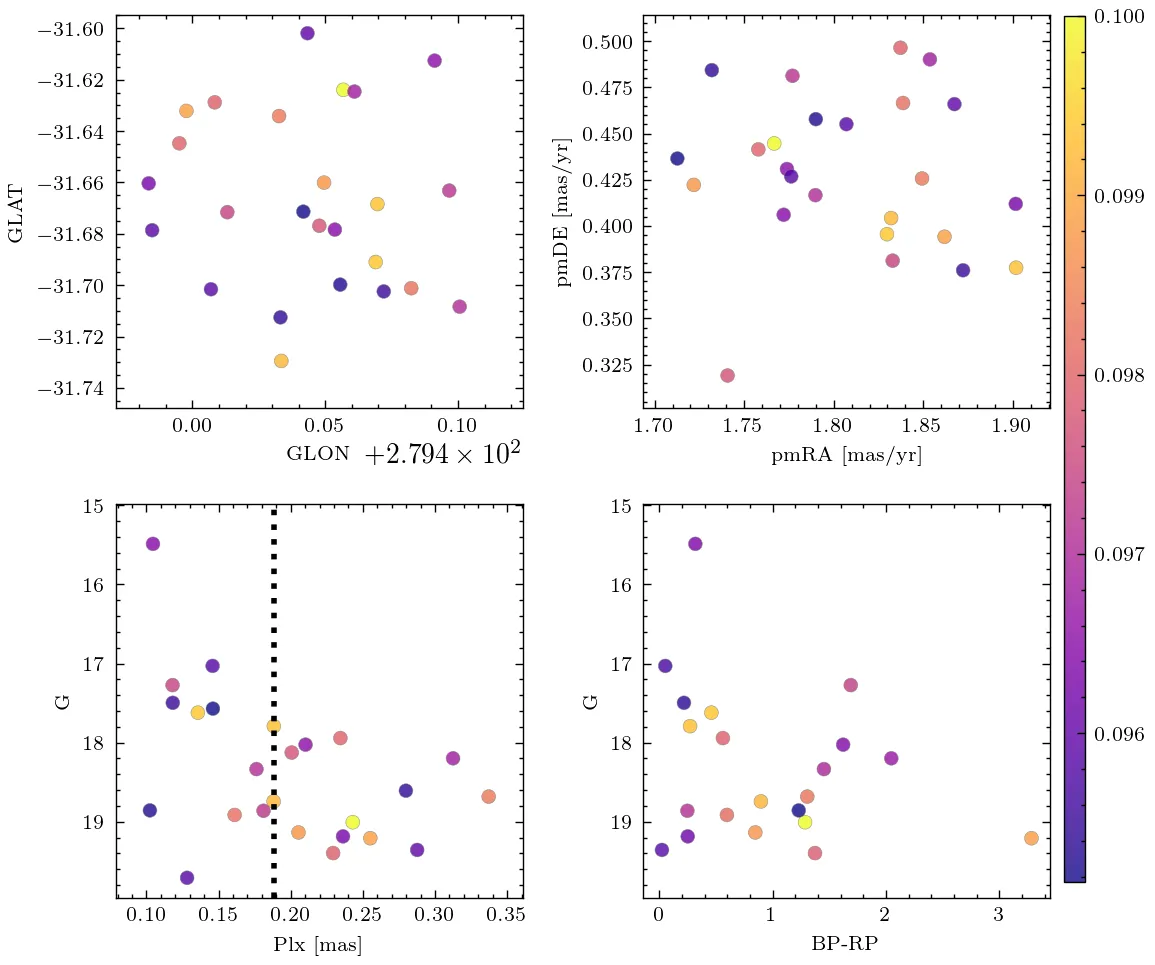 −31.60
−31.62
−31.64
−31.66
−31.68
−31.70
−31.72
−31.74
GLAT
0.00 0.05 0.10
GLON +2.794 × 10²
0.500
0.475
0.450
0.425
0.400
0.375
0.350
0.325
pmDE [mas/yr]
1.70 1.75 1.80 1.85 1.90
pmRA [mas/yr]
0.100
0.099
0.098
0.097
0.096
15
16
17
18
19
G
0.10 0.15 0.20 0.25 0.30 0.35
Plx [mas]
15
16
17
18
19
G
0 1 2 3
BP-RP